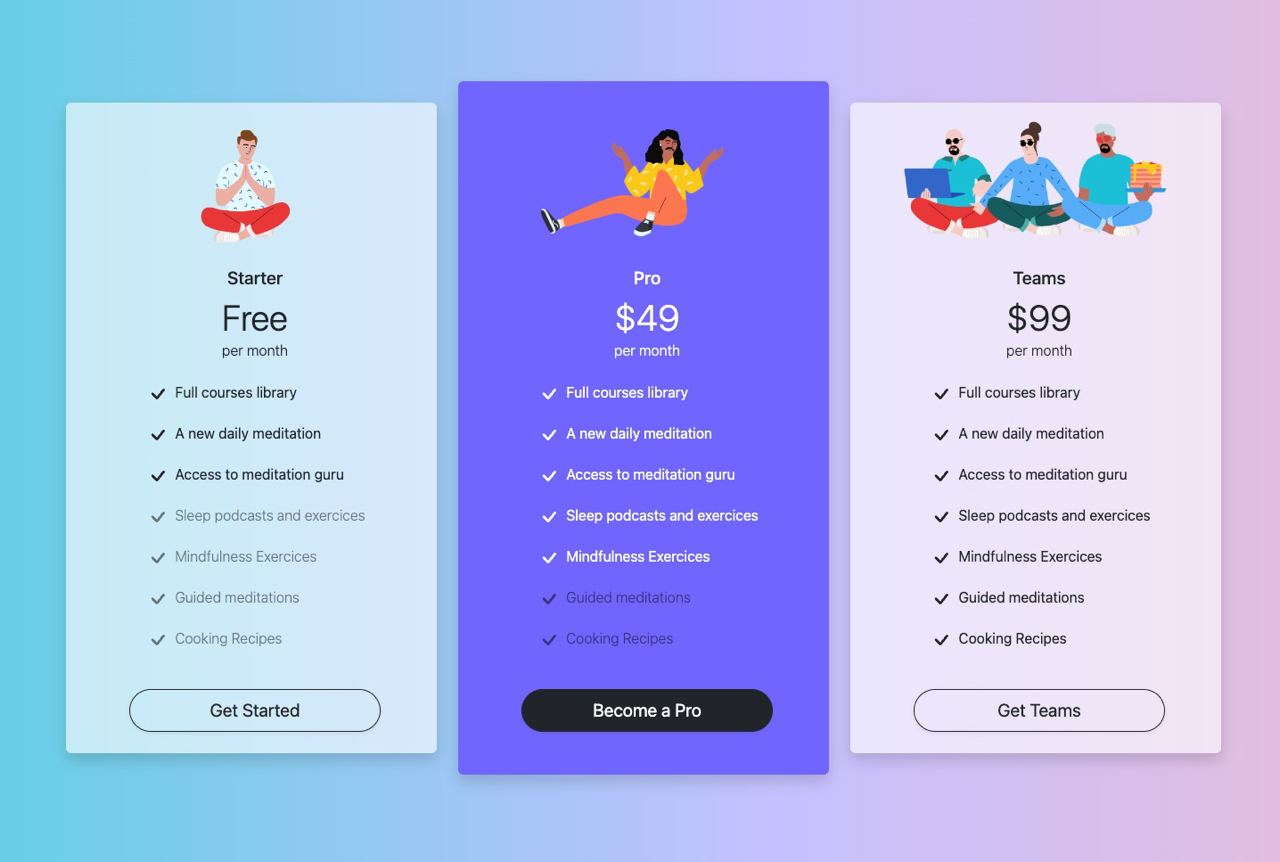 Starter
Free
per month
Full courses library
A new daily meditation
Access to meditation guru
Sleep podcasts and exercices
Mindfulness Exercices
Guided meditations
Cooking Recipes
Get Started
Pro
$49
per month
Full courses library
A new daily meditation
Access to meditation guru
Sleep podcasts and exercices
Mindfulness Exercices
Guided meditations
Cooking Recipes
Become a Pro
Teams
$99
per month
Full courses library
A new daily meditation
Access to meditation guru
Sleep podcasts and exercices
Mindfulness Exercices
Guided meditations
Cooking Recipes
Get Teams